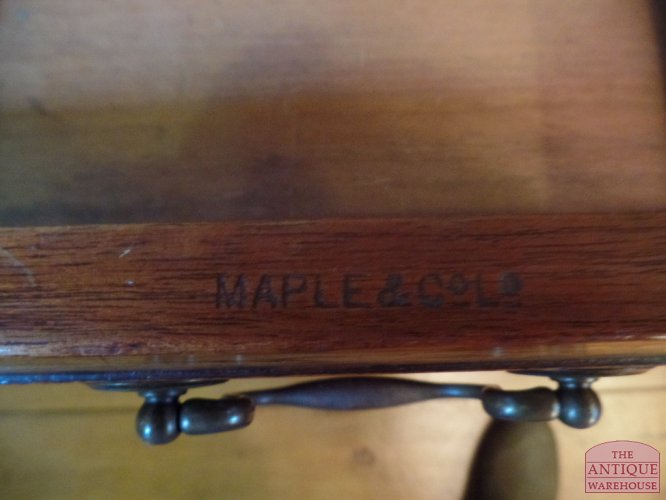 MAPLE & Co Ld
THE
ANTIQUE
WAREHOUSE